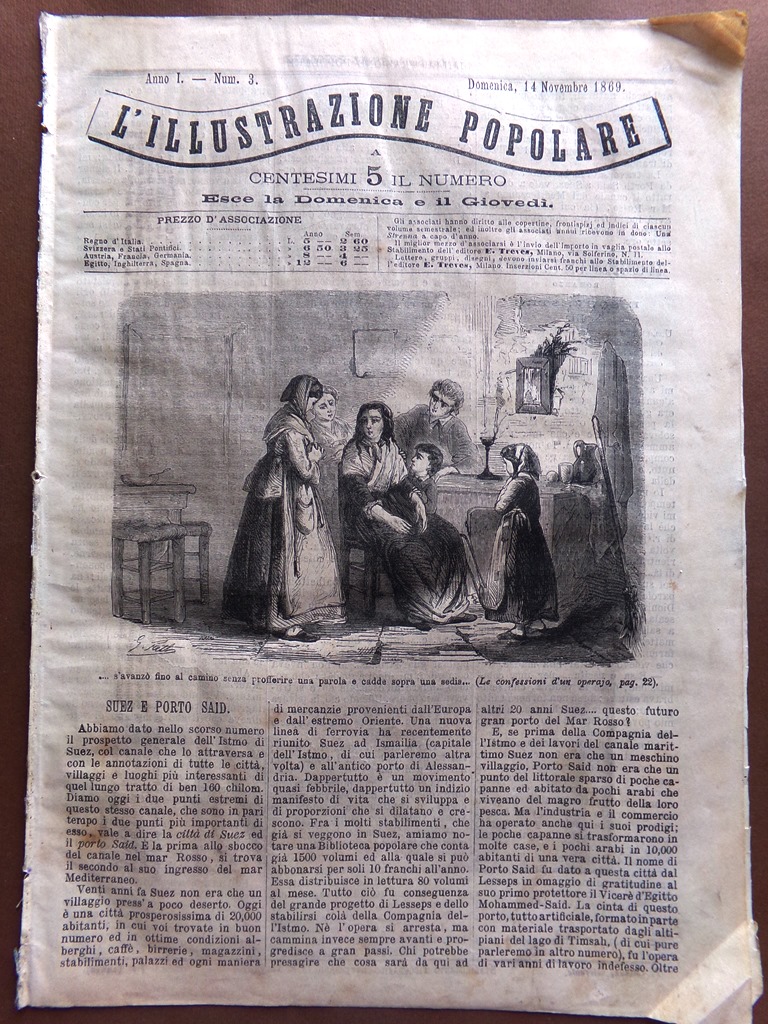 Anno I. — Num. 3.
Domenica, 14 Novembre 1869.
L'ILLUSTRAZIONE POPOLARE
A
CENTESIMI 5 IL NUMERO
Esce la Domenica e il Giovedì.
PREZZO D'ASSOCIAZIONE
Anno Sem.
Regno d'Italia. L. 5 — 2 60
Svizzera e Stati Pontificii. » 6 50 3 25
Austria, Francia, Germania. » 8 — 4 —
Egitto, Inghilterra, Spagna. » 12 — 6 —
Gli associati hanno diritto alle copertine, frontispizj ed indici di ciascun
volume semestrale; ed inoltre gli associati annui ricevono in dono Una
Strenna a capo d'anno.
Il miglior mezzo d'associarsi è l'invio dell'importo in vaglia postale allo
Stabilimento dell'editore E. Treves, Milano, via Solferino, N. 11.
Lettere, gruppi, disegni, devono inviarsi franchi allo Stabilimento del-
l'editore E. Treves, Milano. Inserzioni Cent. 50 per linea o spazio di linea.
.... s'avanzò fino al camino senza profferire una parola e cadde sopra una sedia... (Le confessioni d'un operajo, pag. 22).
SUEZ E PORTO SAID.
Abbiamo dato nello scorso numero
il prospetto generale dell'Istmo di
Suez, col canale che lo attraversa e
con le annotazioni di tutte le città,
villaggi e luoghi più interessanti di
quel lungo tratto di ben 160 chilom.
Diamo oggi i due punti estremi di
questo stesso canale, che sono in pari
tempo i due punti più importanti di
esso, vale a dire la città di Suez ed
il porto Said. E la prima allo sbocco
del canale nel mar Rosso, si trova
il secondo al suo ingresso del mar
Mediterraneo.
Venti anni fa Suez non era che un
villaggio press'a poco deserto. Oggi
è una città prosperosissima di 20,000
abitanti, in cui voi trovate in buon
numero ed in ottime condizioni al-
berghi, caffè, birrerie, magazzini,
stabilimenti, palazzi ed ogni maniera
di mercanzie provenienti dall'Europa
e dall'estremo Oriente. Una nuova
linea di ferrovia ha recentemente
riunito Suez ad Ismailia (capitale
dell'Istmo, di cui parleremo altra
volta) e all'antico porto di Alessan-
dria. Dappertutto è un movimento
quasi febbrile, dappertutto un indizio
manifesto di vita che si sviluppa e
di proporzioni che si dilatano e cre-
scono. Fra i molti stabilimenti, che
già si veggono in Suez, amiamo no-
tare una Biblioteca popolare che conta
già 1500 volumi ed alla quale si può
abbonarsi per soli 10 franchi all'anno.
Essa distribuisce in lettura 80 volumi
al mese. Tutto ciò fu conseguenza
del grande progetto di Lesseps e dello
stabilirsi colà della Compagnia del-
l'Istmo. Nè l'opera si arresta, ma
cammina invece sempre avanti e pro-
gredisce a gran passi. Chi potrebbe
presagire che cosa sarà da qui ad
altri 20 anni Suez.... questo futuro
gran porto del Mar Rosso?
E, se prima della Compagnia del-
l'Istmo e dei lavori del canale marit-
timo Suez non era che un meschino
villaggio, Porto Said non era che un
punto del littorale sparso di poche ca-
panne ed abitato da pochi arabi che
viveano del magro frutto della loro
pesca. Ma l'industria e il commercio
ha operato anche qui i suoi prodigi;
le poche capanne si trasformarono in
molte case, e i pochi arabi in 10,000
abitanti di una vera città. Il nome di
Porto Said fu dato a questa città dal
Lesseps in omaggio di gratitudine al
suo primo protettore il Vicerè d'Egitto
Mohammed-Said. La cinta di questo
porto, tutto artificiale, formato in parte
con materiale trasportato dagli alti-
piani del lago di Timsah, (di cui pure
parleremo in altro numero), fu l'opera
di vari anni di lavoro indefesso. Oltre